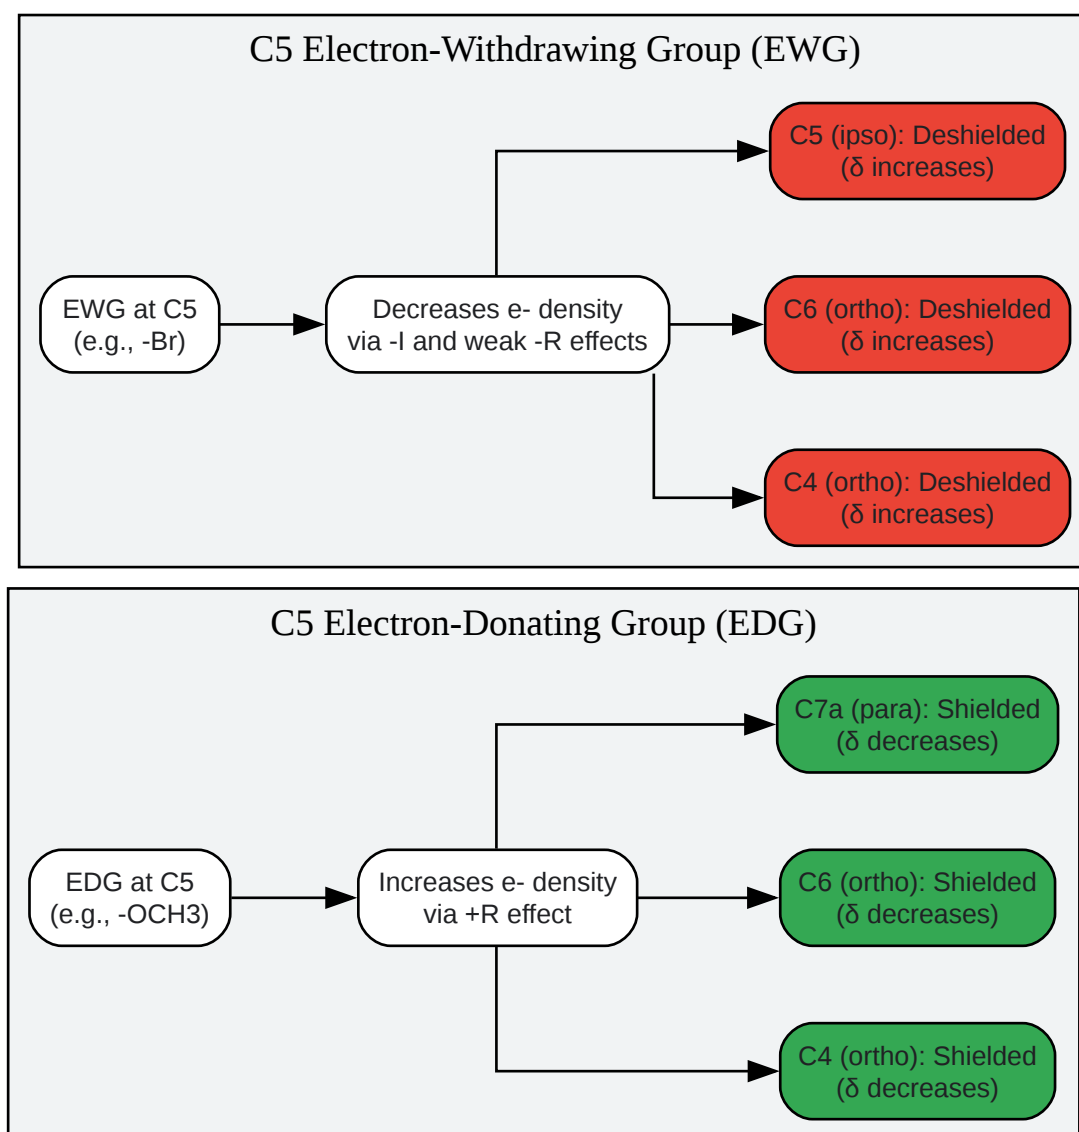 C5 Electron-Withdrawing Group (EWG)
C5 (ipso): Deshielded
(δ increases)
EWG at C5
(e.g., -Br)
Decreases e- density
via -I and weak -R effects
C6 (ortho): Deshielded
(δ increases)
C4 (ortho): Deshielded
(δ increases)
C5 Electron-Donating Group (EDG)
C7a (para): Shielded
(δ decreases)
EDG at C5
(e.g., -OCH3)
Increases e- density
via +R effect
C6 (ortho): Shielded
(δ decreases)
C4 (ortho): Shielded
(δ decreases)